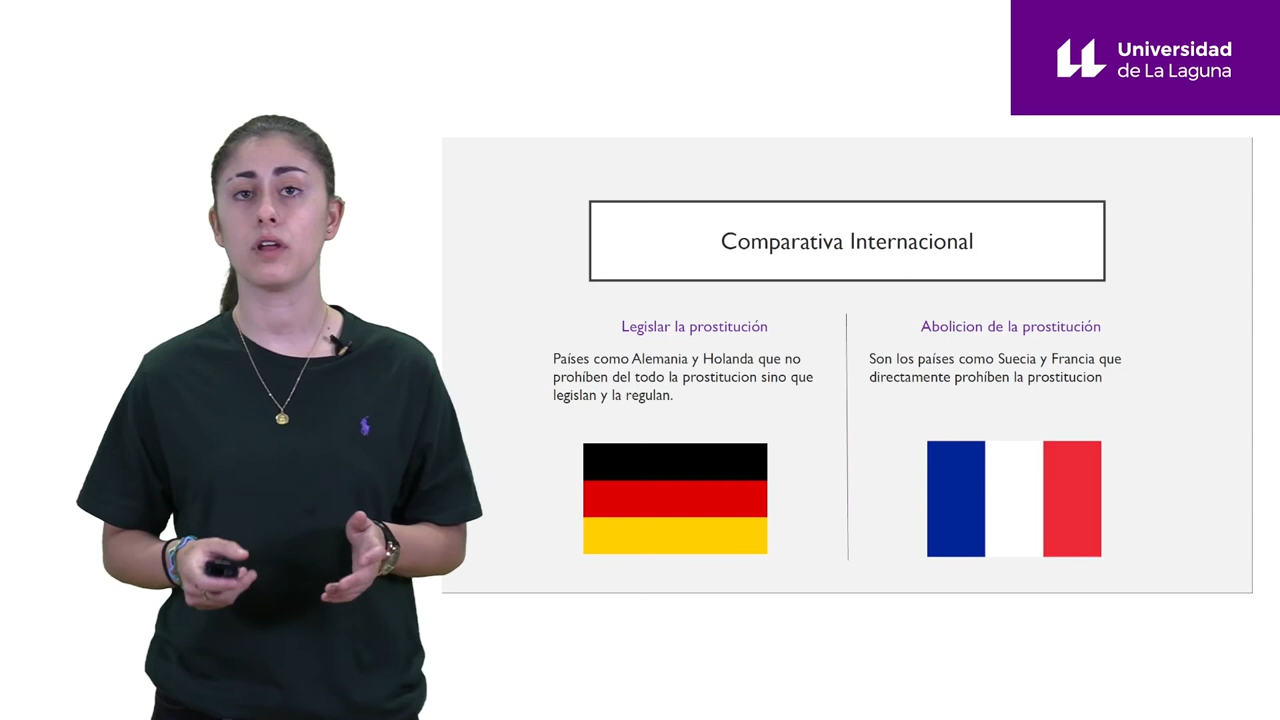 Universidad
de La Laguna
Comparativa Internacional
Legislar la prostitución
Países como Alemania y Holanda que no
prohíben del todo la prostitucion sino que
legislan y la regulan.
Abolicion de la prostitución
Son los países como Suecia y Francia que
directamente prohíben la prostitucion